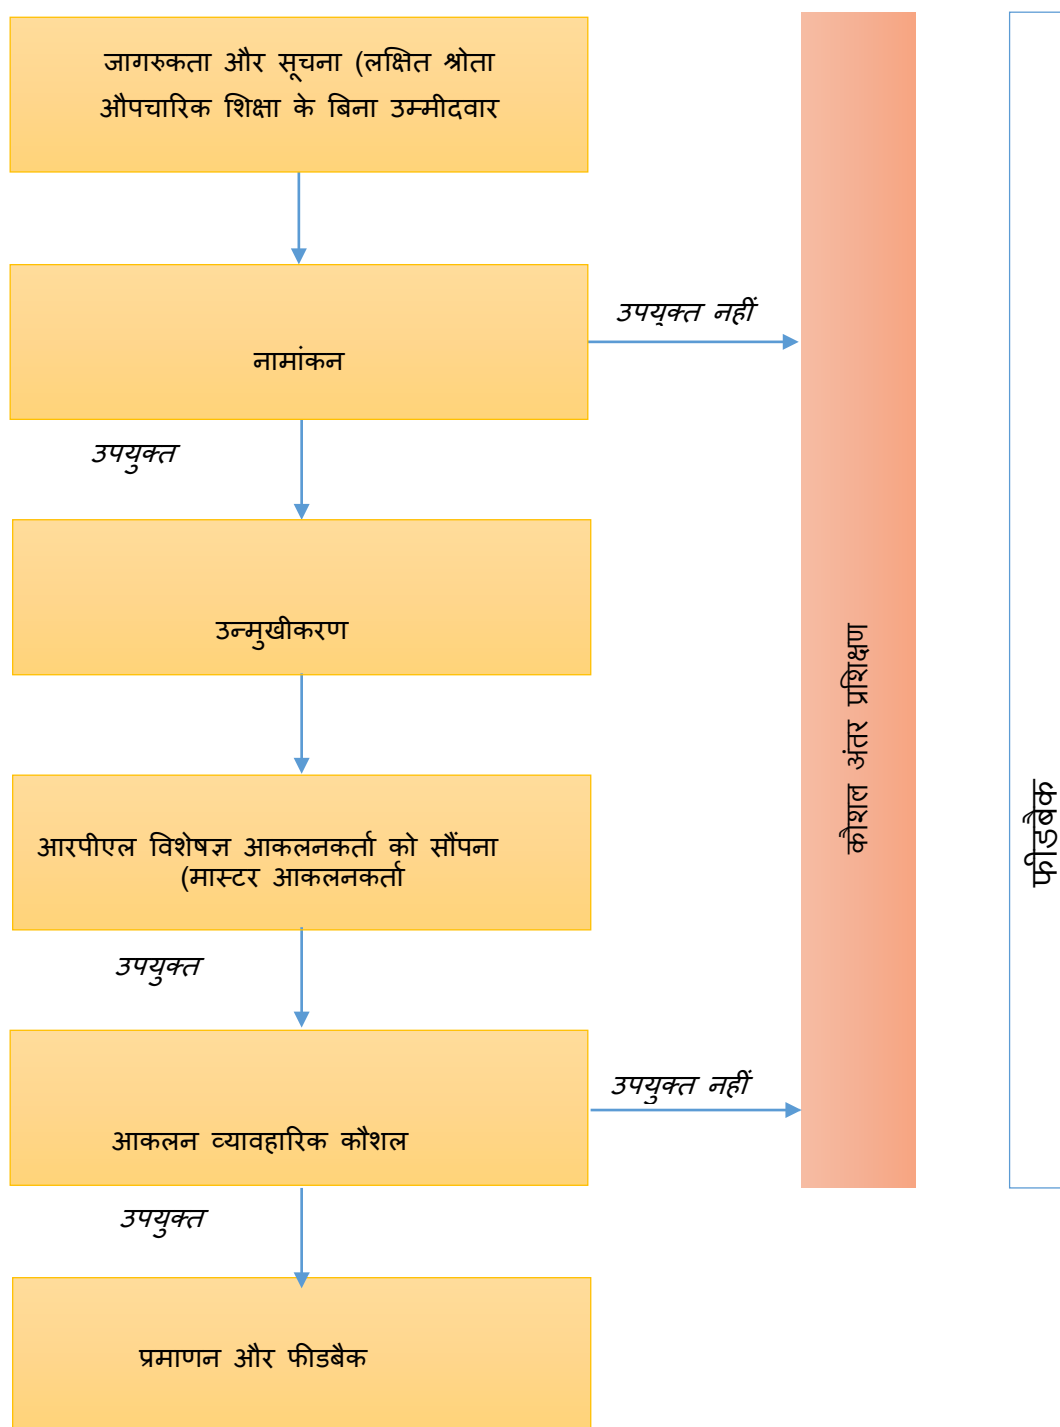 जागरुकता और सूचना (लक्षित श्रोता
औपचारिक शिक्षा के बिना उम्मीदवार
उपयुक्त नहीं
नामांकन
उपयुक्त
उन्मुखीकरण
आरपीएल विशेषज्ञ आकलनकर्ता को सौंपना
(मास्टर आकलनकर्ता
उपयुक्त
उपयुक्त नहीं
आकलन व्यावहारिक कौशल
उपयुक्त
प्रमाणन और फीडबैक
कौशल अंतर प्रशिक्षण
फीडबैक